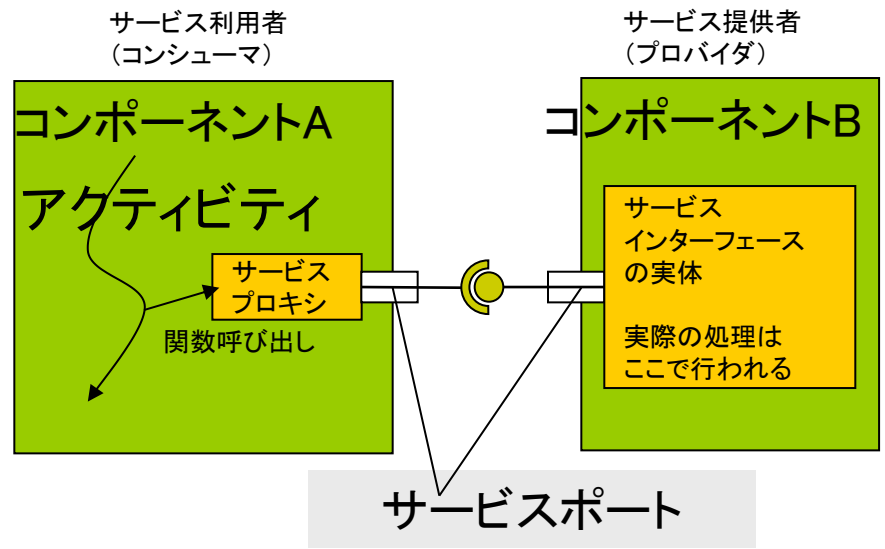 サービス利用者
（コンシューマ）
サービス提供者
（プロバイダ）
コンポーネントA
アクティビティ
サービス
プロキシ
関数呼び出し
コンポーネントB
サービス
インターフェース
の実体
実際の処理は
ここで行われる
サービスポート